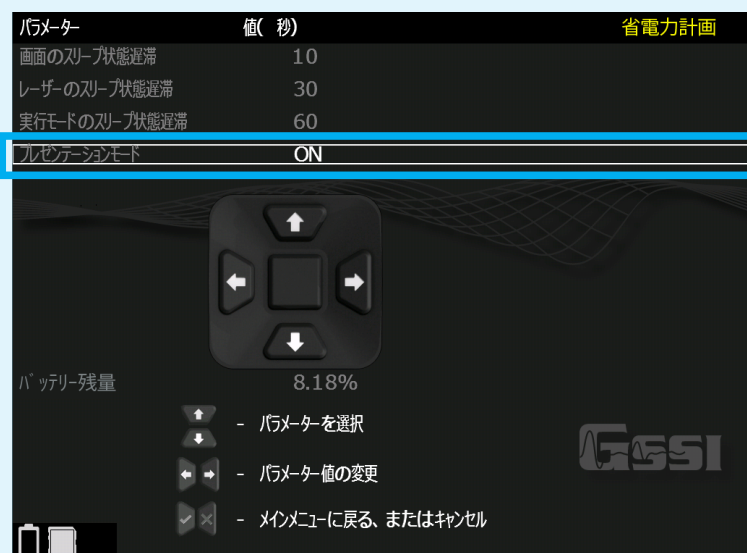 パラメーター 値( 秒) 省電力計画
画面のスリープ状態遅滞 10
レーザーのスリープ状態遅滞 30
実行モードのスリープ状態遅滞 60
プレゼンテーションモード ON
バッテリー残量 8.18%
- パラメーターを選択
- パラメーター値の変更
GSSI
- メインメニューに戻る、またはキャンセル